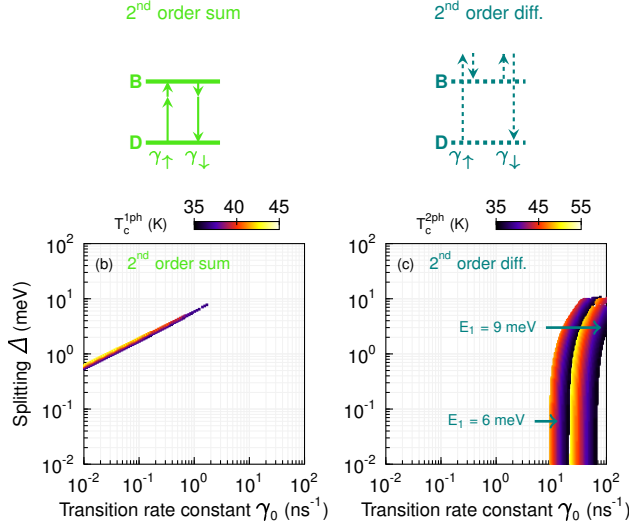 2nd order sum
2nd order diff.
B
D
γ↑ γ↓
B
D
γ↑ γ↓
Tc1ph (K)
35 40 45
Tc2ph (K)
35 45 55
(b) 2nd order sum
(c) 2nd order diff.
E1 = 9 meV
E1 = 6 meV
Splitting Δ (meV)
10^2
10^1
10^0
10^-1
10^-2
10^2
10^1
10^0
10^-1
10^-2
10^-2 10^-1 10^0 10^1 10^2
10^-2 10^-1 10^0 10^1 10^2
Transition rate constant γ0 (ns-1)
Transition rate constant γ0 (ns-1)